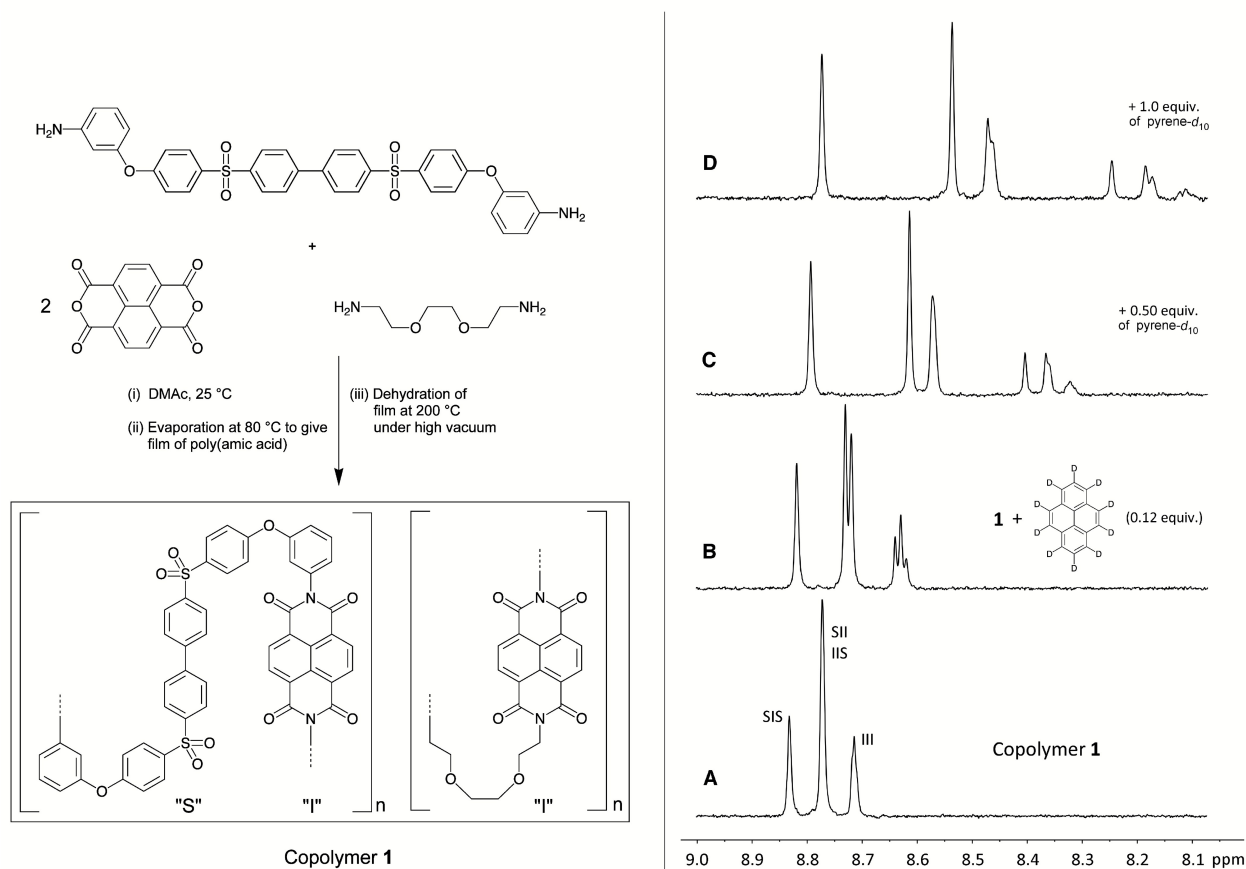 H₂N
O
O
S
O
O
S
O
O
NH₂
+
2
O
O
O
O
O
O
H₂N
O
O
NH₂
(i) DMAc, 25 °C
(ii) Evaporation at 80 °C to give
film of poly(amic acid)
(iii) Dehydration of
film at 200 °C
under high vacuum
O
O
S
O
O
N
O
O
O
N
O
O
S
O
O
"S"
"I"
n
O
N
O
O
N
O
O
O
"I"
n
Copolymer 1
D
+ 1.0 equiv.
of pyrene-d₁₀
C
+ 0.50 equiv.
of pyrene-d₁₀
B
1 +
D
D
D
D
D
D
D
D
D
D
(0.12 equiv.)
A
SIS
SII
IIS
III
Copolymer 1
9.0 8.9 8.8 8.7 8.6 8.5 8.4 8.3 8.2 8.1 ppm